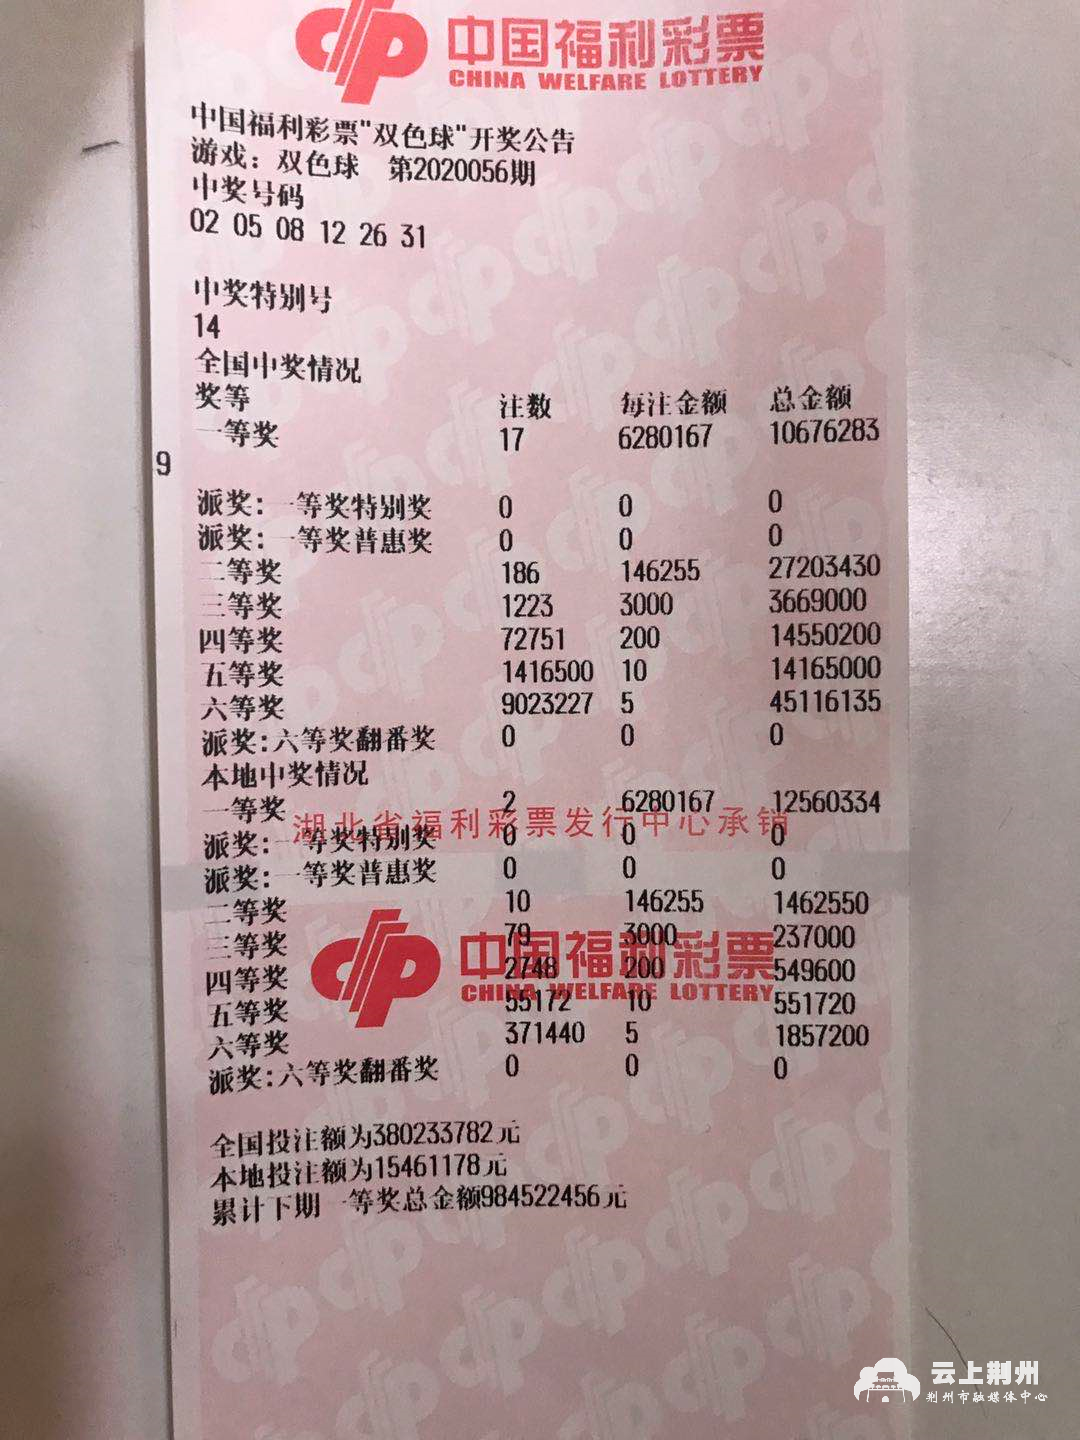 中国福利彩票
CHINA WELFARE LOTTERY
中国福利彩票"双色球"开奖公告
游戏：双色球 第2020056期
中奖号码
02 05 08 12 26 31
中奖特别号
14
全国中奖情况
奖等 注数 每注金额 总金额
一等奖 17 6280167 10676283
9
派奖:一等奖特别奖 0 0 0
派奖:一等奖普惠奖 0 0 0
二等奖 186 146255 27203430
三等奖 1223 3000 3669000
四等奖 72751 200 14550200
五等奖 1416500 10 14165000
六等奖 9023227 5 45116135
派奖:六等奖翻番奖 0 0 0
本地中奖情况
一等奖 2 6280167 12560334
湖北省福利彩票发行中心承销
派奖:一等奖特别奖 0 0 0
派奖:一等奖普惠奖 0 0 0
二等奖 10 146255 1462550
三等奖 79 3000 237000
中国福利彩票
四等奖 2748 200 549600
CHINA WELFARE LOTTERY
五等奖 55172 10 551720
六等奖 371440 5 1857200
派奖:六等奖翻番奖 0 0 0
全国投注额为380233782元
本地投注额为15461178元
累计下期一等奖总金额984522456元
云上荆州
荆州市融媒体中心